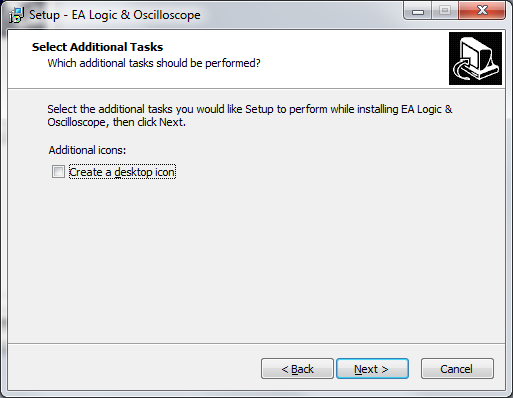 Setup - EA Logic & Oscilloscope
Select Additional Tasks
Which additional tasks should be performed?
Select the additional tasks you would like Setup to perform while installing EA Logic &
Oscilloscope, then click Next.
Additional icons:
Create a desktop icon
< Back
Next >
Cancel